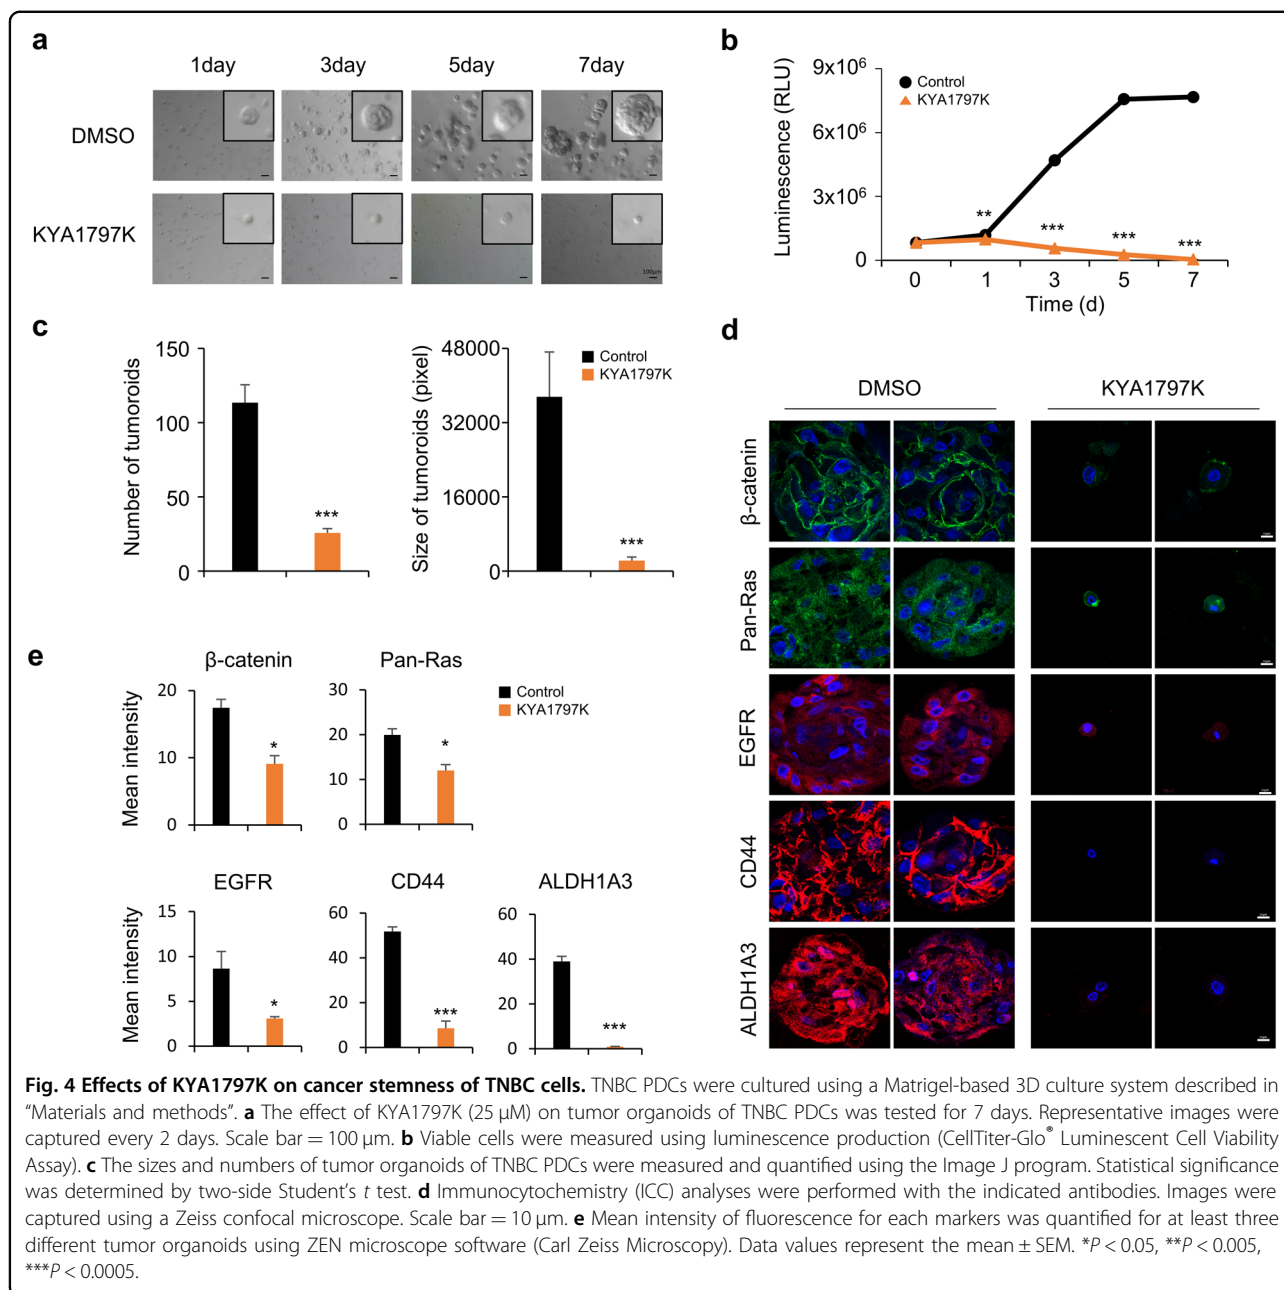 a
1day 3day 5day 7day
DMSO
KYA1797K
100μm
b
Luminescence (RLU)
9x10⁶
6x10⁶
3x10⁶
0
Control
KYA1797K
**
***
***
***
0 1 3 5 7
Time (d)
c
Number of tumoroids
150
100
50
0
***
Size of tumoroids (pixel)
48000
32000
16000
0
***
Control
KYA1797K
d
DMSO KYA1797K
β-catenin
Pan-Ras
EGFR
CD44
ALDH1A3
e
β-catenin
Mean intensity
20
10
0
*
Pan-Ras
30
20
10
0
*
Control
KYA1797K
EGFR
Mean intensity
15
10
5
0
*
CD44
60
40
20
0
***
ALDH1A3
60
40
20
0
***
Fig. 4 Effects of KYA1797K on cancer stemness of TNBC cells. TNBC PDCs were cultured using a Matrigel-based 3D culture system described in
“Materials and methods”. a The effect of KYA1797K (25 μM) on tumor organoids of TNBC PDCs was tested for 7 days. Representative images were
captured every 2 days. Scale bar = 100 μm. b Viable cells were measured using luminescence production (CellTiter-Glo® Luminescent Cell Viability
Assay). c The sizes and numbers of tumor organoids of TNBC PDCs were measured and quantified using the Image J program. Statistical significance
was determined by two-side Student’s t test. d Immunocytochemistry (ICC) analyses were performed with the indicated antibodies. Images were
captured using a Zeiss confocal microscope. Scale bar = 10 μm. e Mean intensity of fluorescence for each markers was quantified for at least three
different tumor organoids using ZEN microscope software (Carl Zeiss Microscopy). Data values represent the mean ± SEM. *P < 0.05, **P < 0.005,
***P < 0.0005.